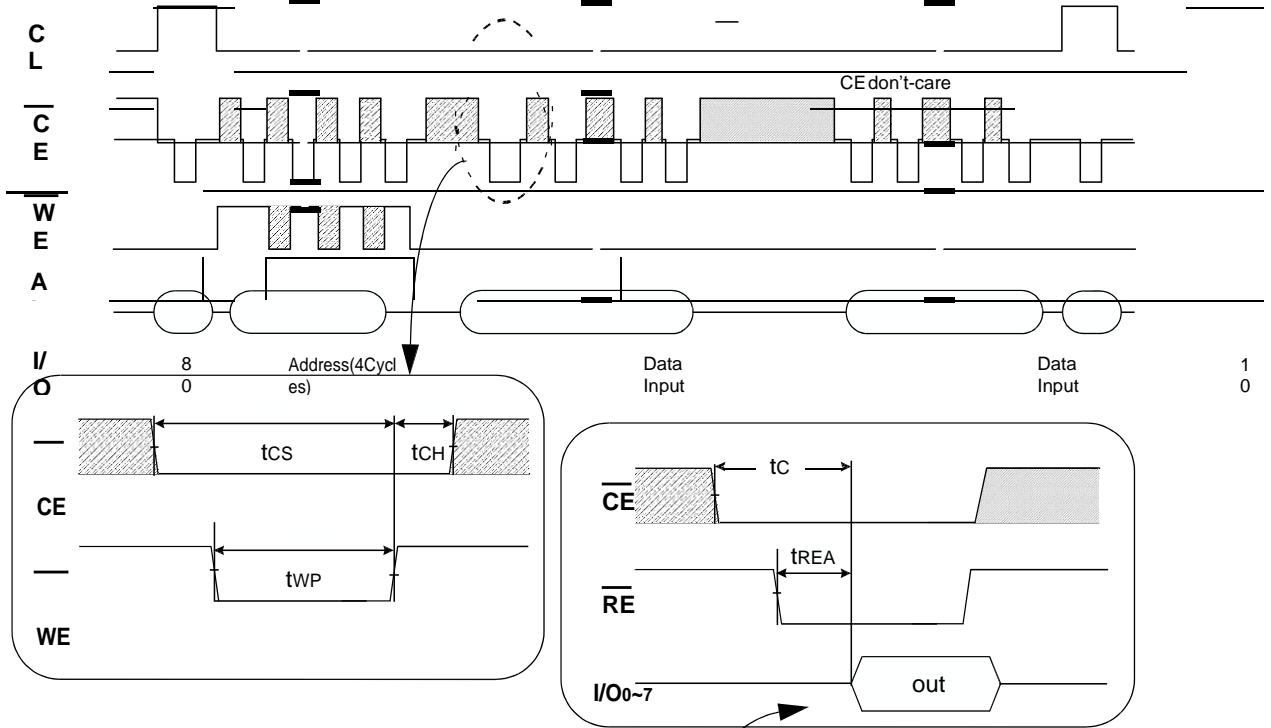 C
L
CE don't-care
C
E
W
E
A
I/
O
8
0
Address(4Cycl
es)
Data
Input
Data
Input
1
0
tCS
tCH
CE
tWP
WE
tC
CE
tREA
RE
I/O0~7
out